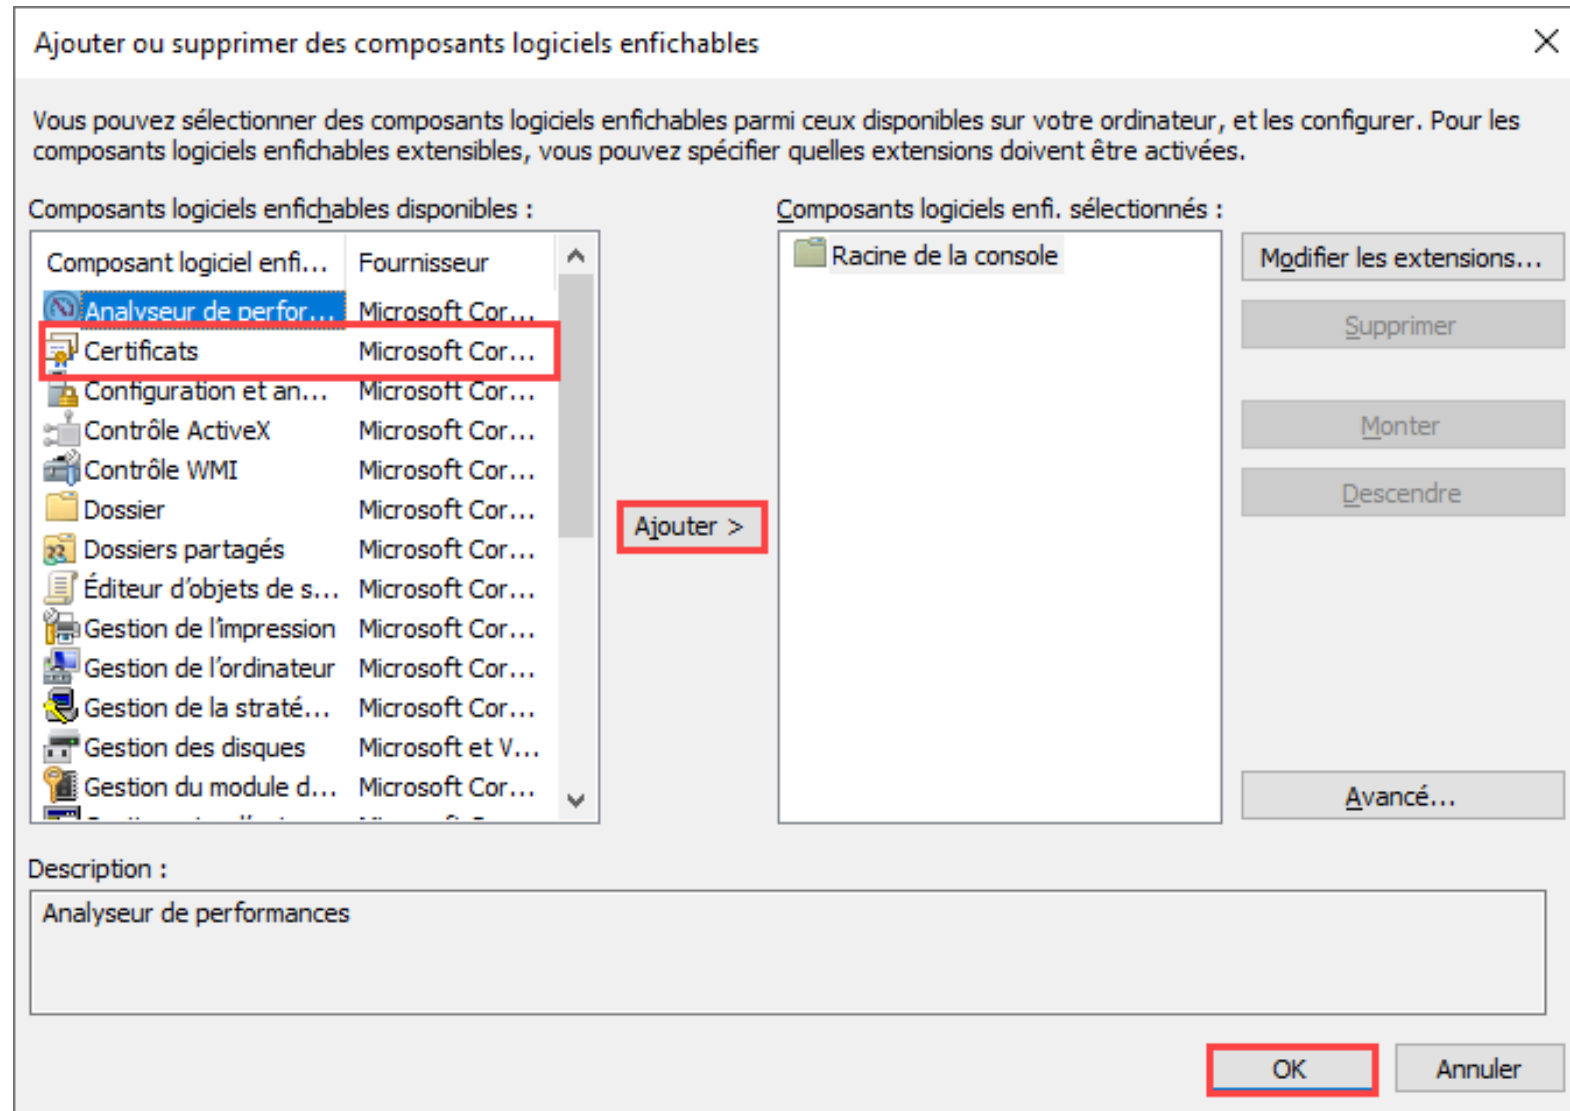 Ajouter ou supprimer des composants logiciels enfichables
Vous pouvez sélectionner des composants logiciels enfichables parmi ceux disponibles sur votre ordinateur, et les configurer. Pour les
composants logiciels enfichables extensibles, vous pouvez spécifier quelles extensions doivent être activées.
Composants logiciels enfichables disponibles :
Composant logiciel enfi... Fournisseur
Analyseur de perfor... Microsoft Cor...
Certificats Microsoft Cor...
Configuration et an... Microsoft Cor...
Contrôle ActiveX Microsoft Cor...
Contrôle WMI Microsoft Cor...
Dossier Microsoft Cor...
Dossiers partagés Microsoft Cor...
Éditeur d'objets de s... Microsoft Cor...
Gestion de l'impression Microsoft Cor...
Gestion de l'ordinateur Microsoft Cor...
Gestion de la straté... Microsoft Cor...
Gestion des disques Microsoft et V...
Gestion du module d... Microsoft Cor...
Ajouter >
Composants logiciels enfi. sélectionnés :
Racine de la console
Modifier les extensions...
Supprimer
Monter
Descendre
Avancé...
Description :
Analyseur de performances
OK
Annuler